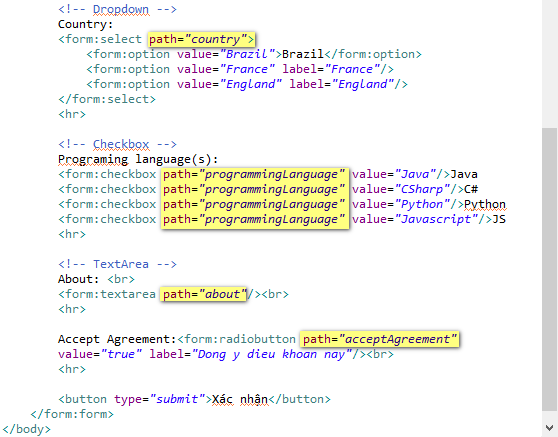 <!-- Dropdown -->
Country:
<form:select path="country">
<form:option value="Brazil">Brazil</form:option>
<form:option value="France" label="France"/>
<form:option value="England" label="England"/>
</form:select>
<hr>
<!-- Checkbox -->
Programing language(s):
<form:checkbox path="programmingLanguage" value="Java"/>Java
<form:checkbox path="programmingLanguage" value="CSharp"/>C#
<form:checkbox path="programmingLanguage" value="Python"/>Python
<form:checkbox path="programmingLanguage" value="Javascript"/>JS
<hr>
<!-- TextArea -->
About: <br>
<form:textarea path="about"/><br>
<hr>
Accept Agreement:<form:radiobutton path="acceptAgreement"
value="true" label="Dong y dieu khoan nay"/><br>
<hr>
<button type="submit">Xác nhận</button>
</form:form>
</body>